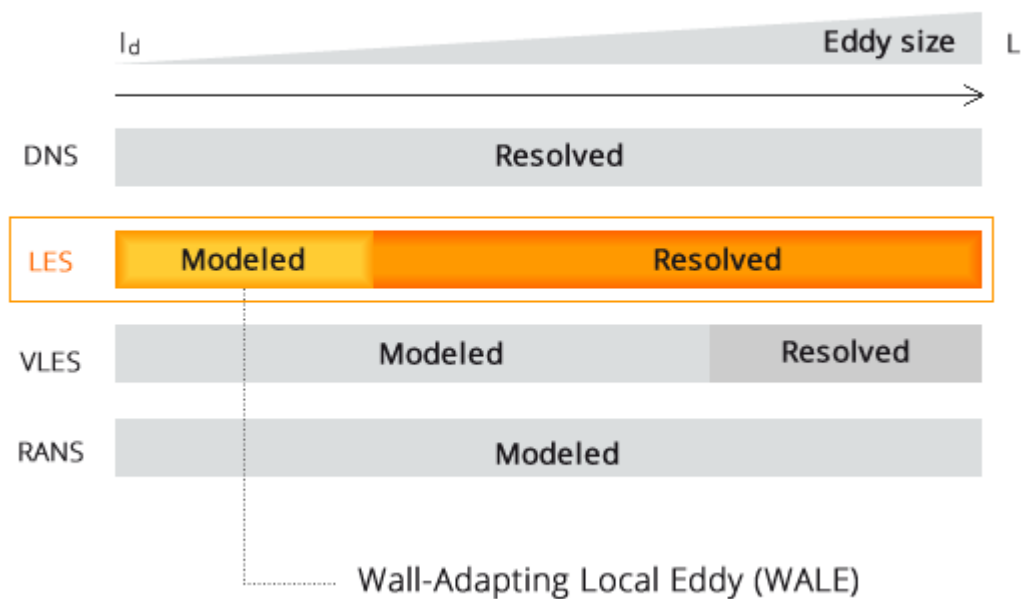 ld Eddy size L
DNS Resolved
LES Modeled Resolved
VLES Modeled Resolved
RANS Modeled
Wall-Adapting Local Eddy (WALE)